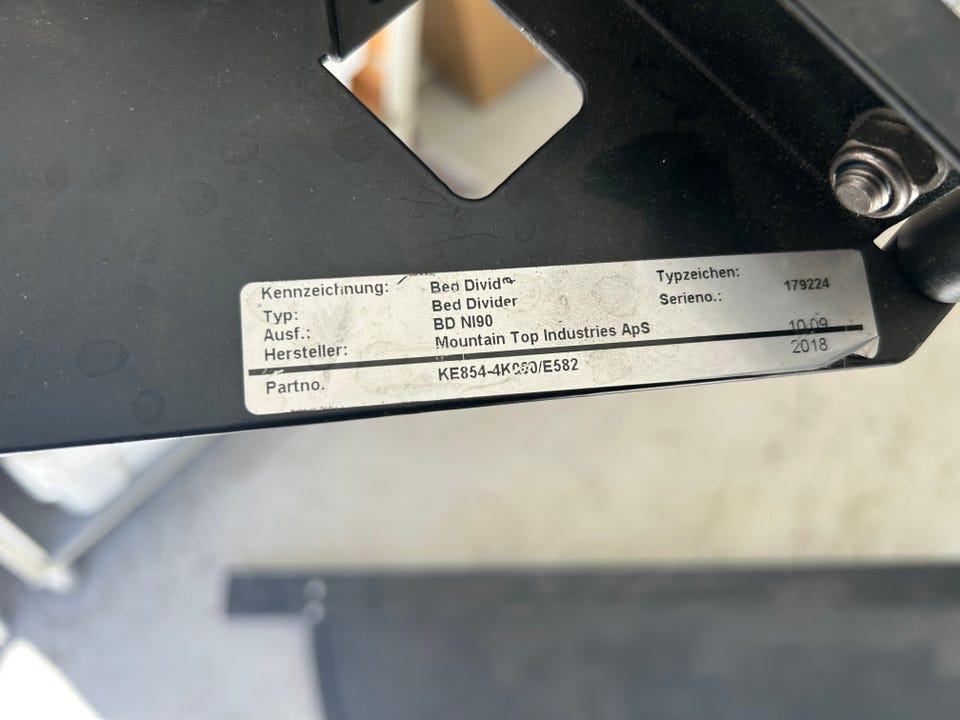 Kennzeichnung: Bed Divider Typzeichen:
Typ: Bed Divider Serieno.: 179224
Ausf.: BD NI90
Hersteller: Mountain Top Industries ApS 10.09
2018
Partno.